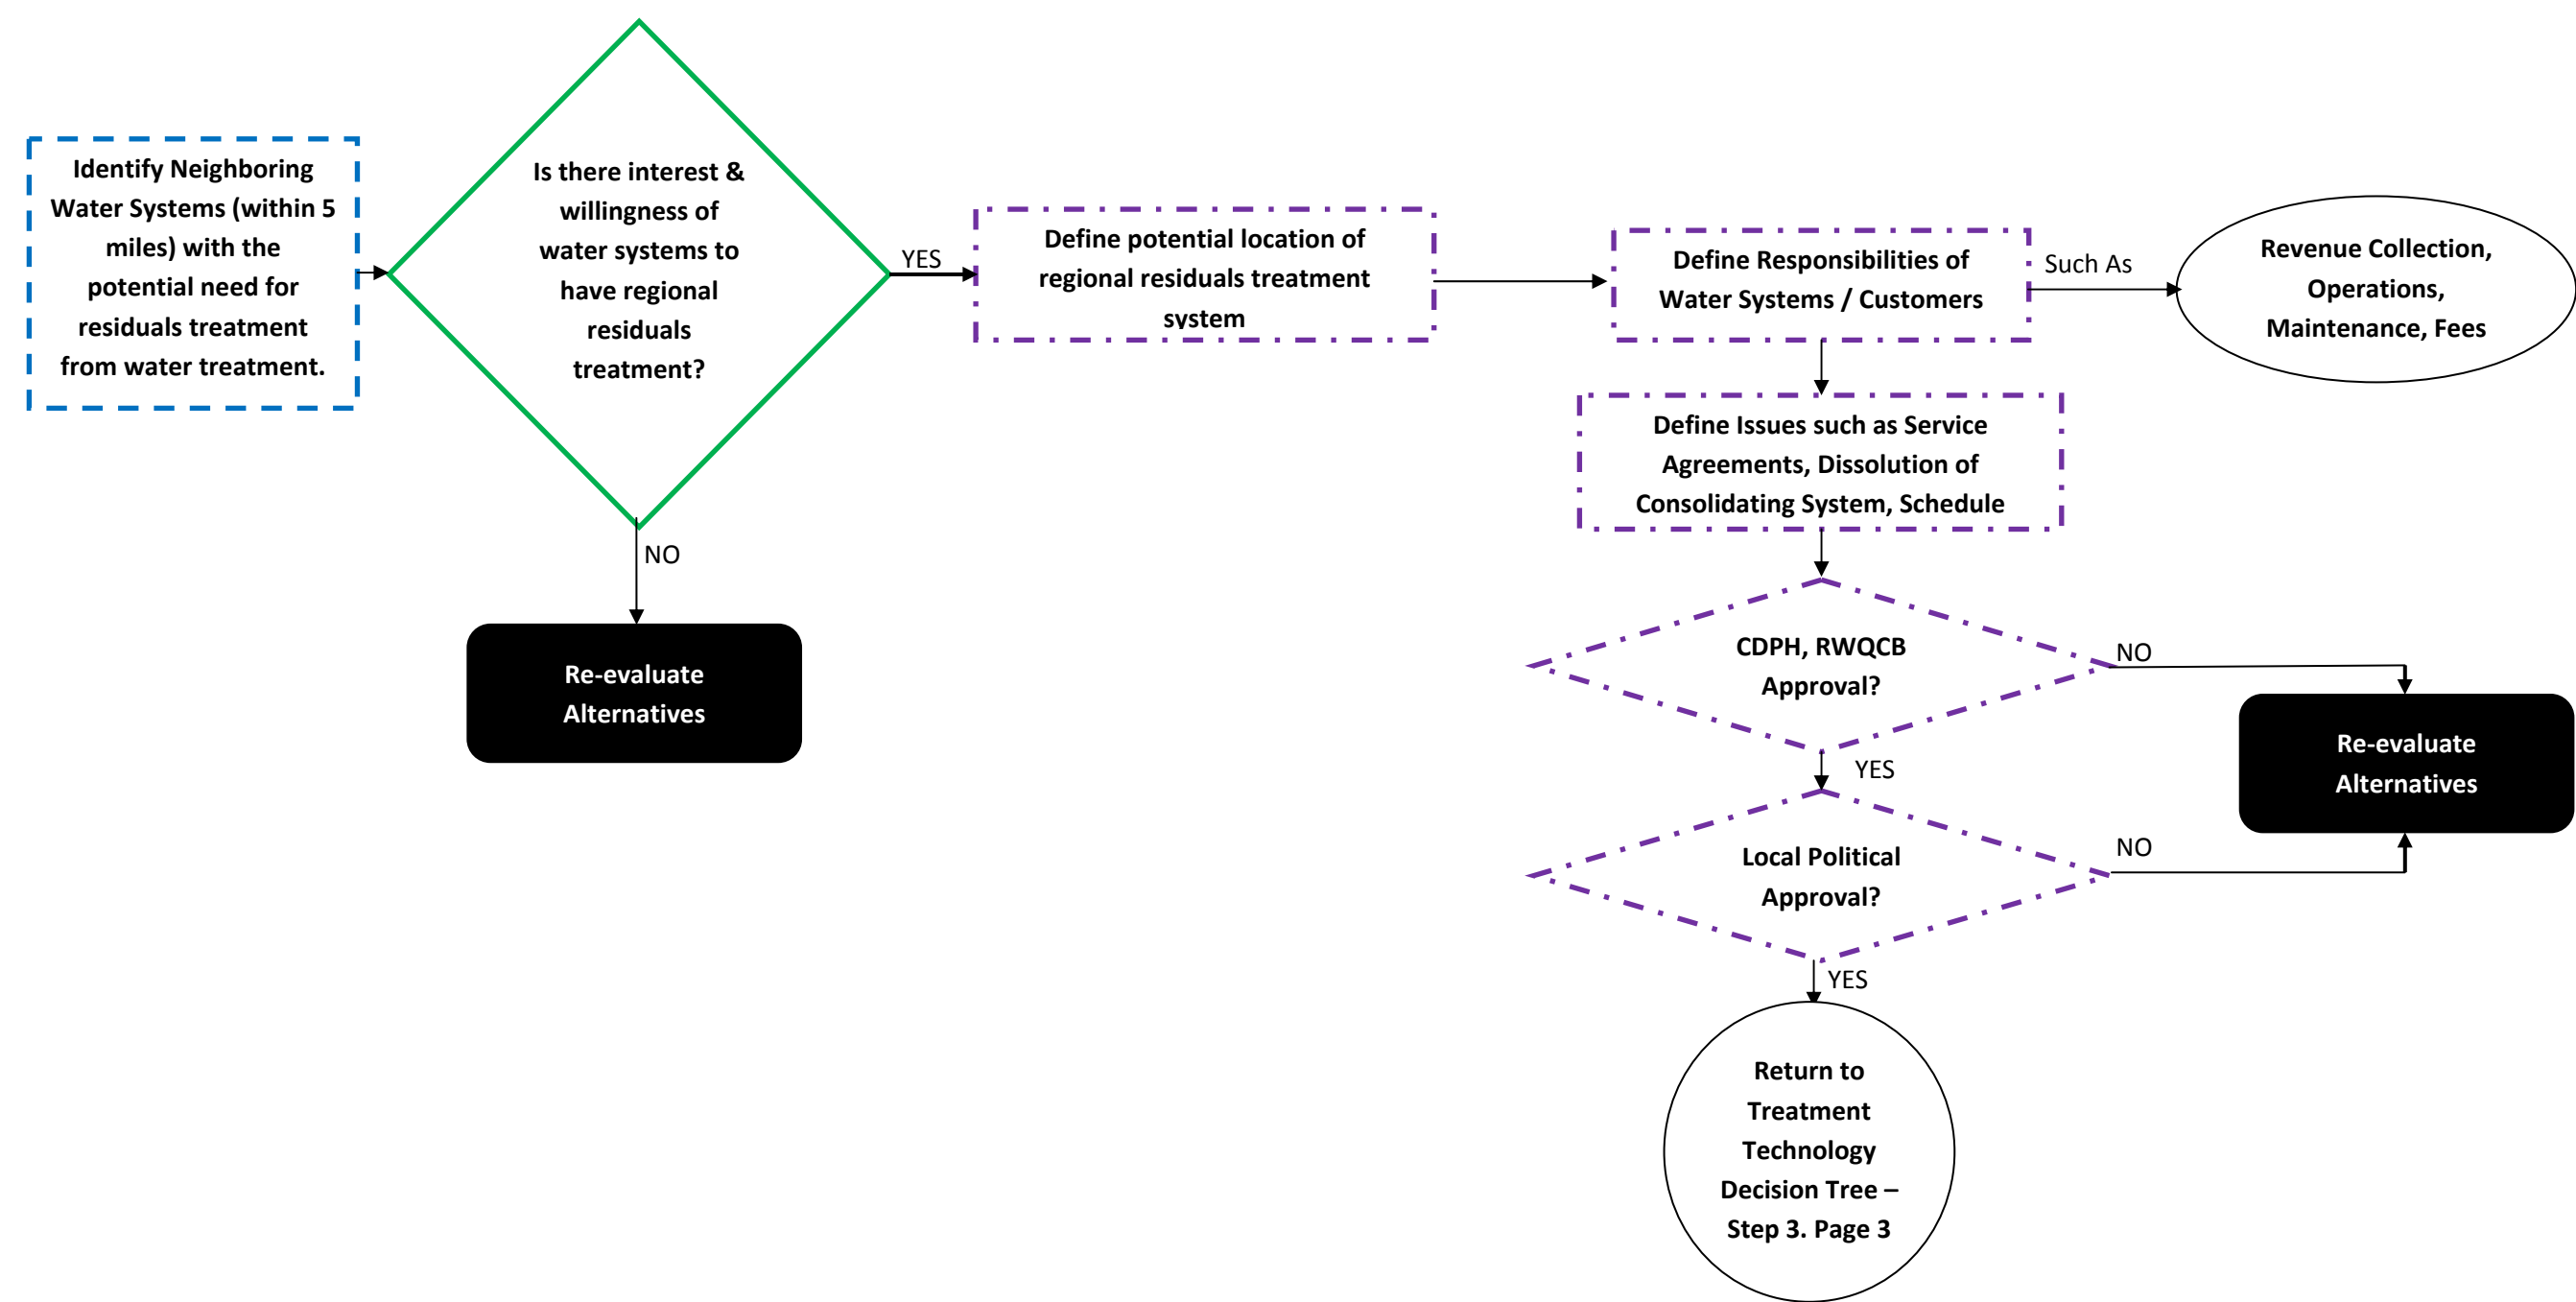 Identify Neighboring
Water Systems (within 5
miles) with the
potential need for
residuals treatment
from water treatment.
Is there interest &
willingness of
water systems to
have regional
residuals
treatment?
YES
NO
Re-evaluate
Alternatives
Define potential location of
regional residuals treatment
system
Define Responsibilities of
Water Systems / Customers
Such As
Revenue Collection,
Operations,
Maintenance, Fees
Define Issues such as Service
Agreements, Dissolution of
Consolidating System, Schedule
CDPH, RWQCB
Approval?
NO
YES
Re-evaluate
Alternatives
Local Political
Approval?
NO
YES
Return to
Treatment
Technology
Decision Tree –
Step 3. Page 3